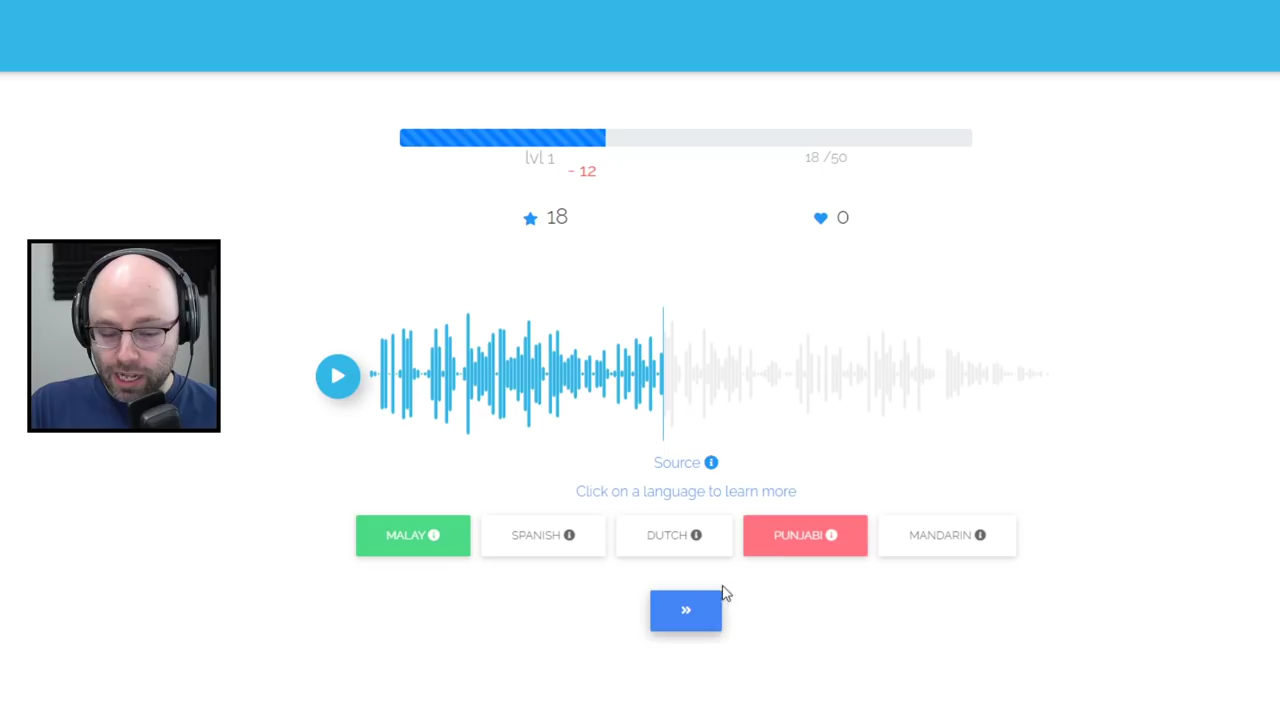 lvl 1
18 /50
- 12
18
0
Source
Click on a language to learn more
MALAY
SPANISH
DUTCH
PUNJABI
MANDARIN
»